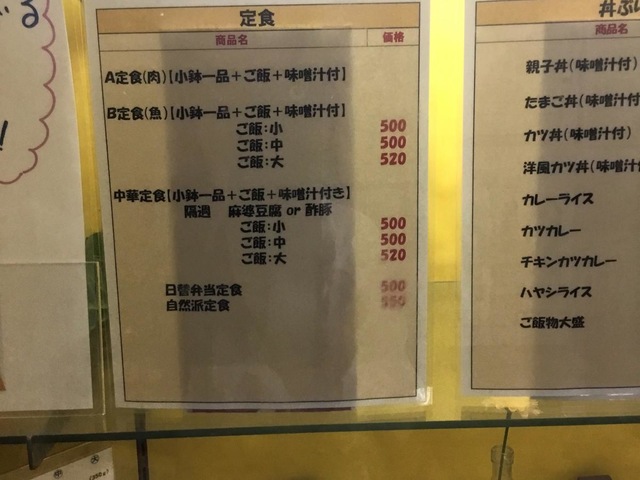 定食
商品名 価格
A定食(肉)【小鉢一品+ご飯+味噌汁付】
B定食(魚)【小鉢一品+ご飯+味噌汁付】
ご飯:小 500
ご飯:中 500
ご飯:大 520
中華定食【小鉢一品+ご飯+味噌汁付き】
隔週 麻婆豆腐 or 酢豚
ご飯:小 500
ご飯:中 500
ご飯:大 520
日替弁当定食 500
自然派定食 550
丼ぶ
商品名
親子丼(味噌汁付)
たまご丼(味噌汁付
カツ丼(味噌汁付)
洋風カツ丼(味噌汁付
カレーライス
カツカレー
チキンカツカレー
ハヤシライス
ご飯物大盛
る
!